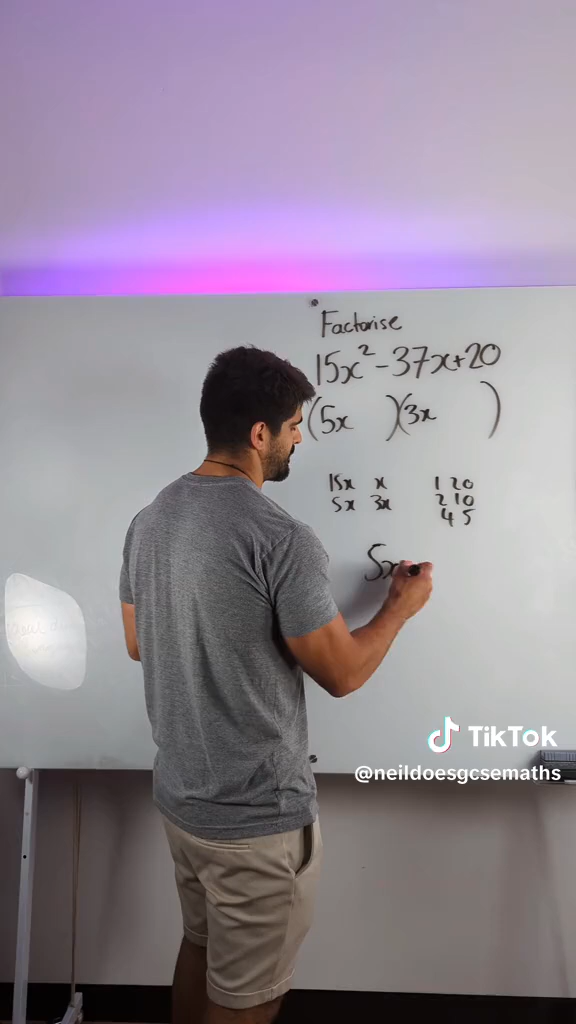 Factorise
15x² - 37x + 20
(5x )(3x )
15x x 1 20
5x 3x 2 10
4 5
5x
TikTok
@neildoesgcsemaths